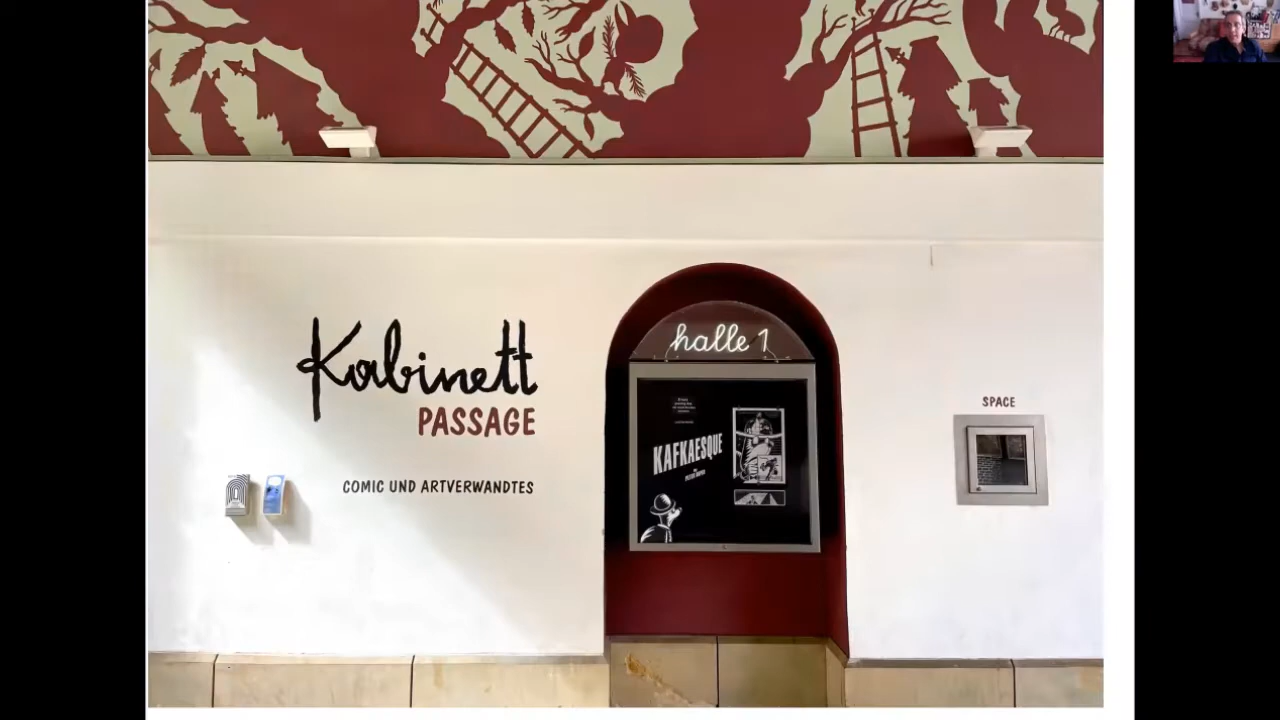 Kabinett
PASSAGE
COMIC UND ARTVERWANDTES
halle 1
KAFKAESQUE
SPACE